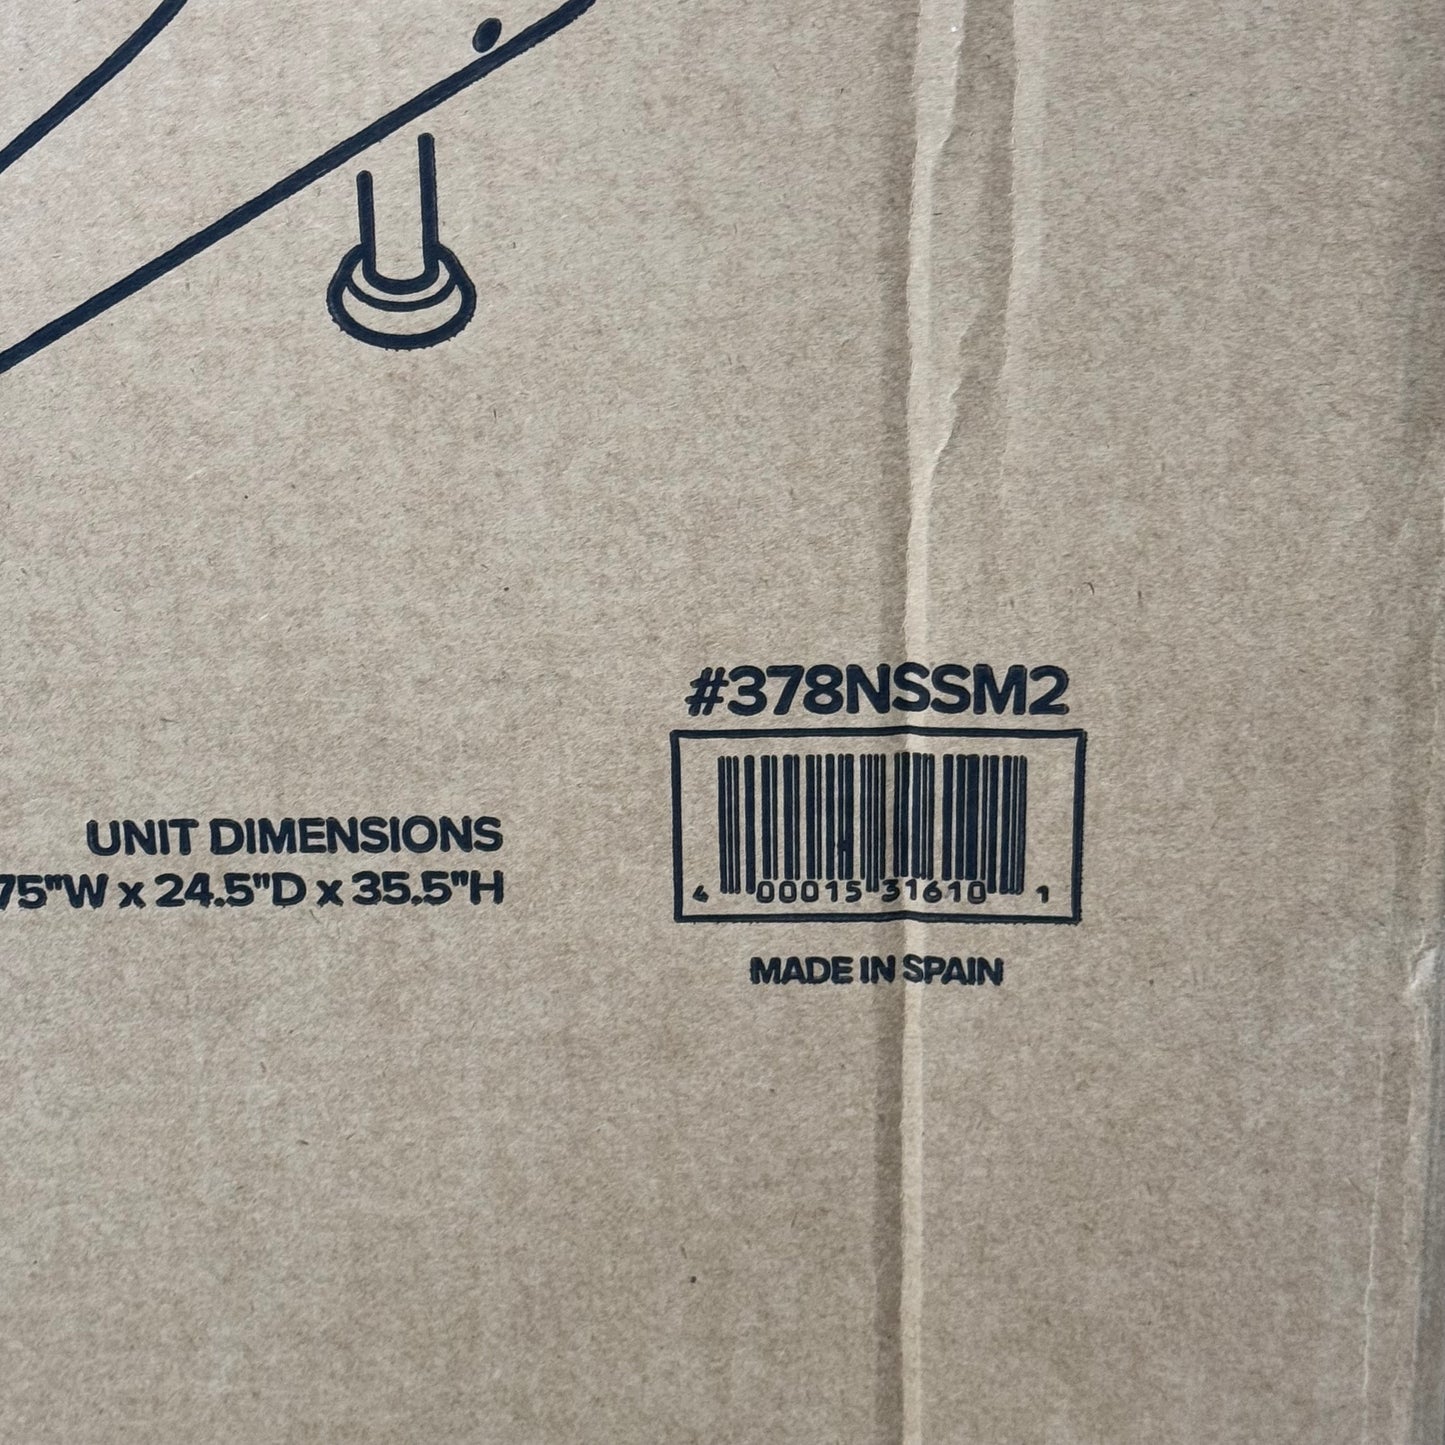 #378NSSM2
UNIT DIMENSIONS
75"W x 24.5"D x 35.5"H
4 00015 31610 1
MADE IN SPAIN